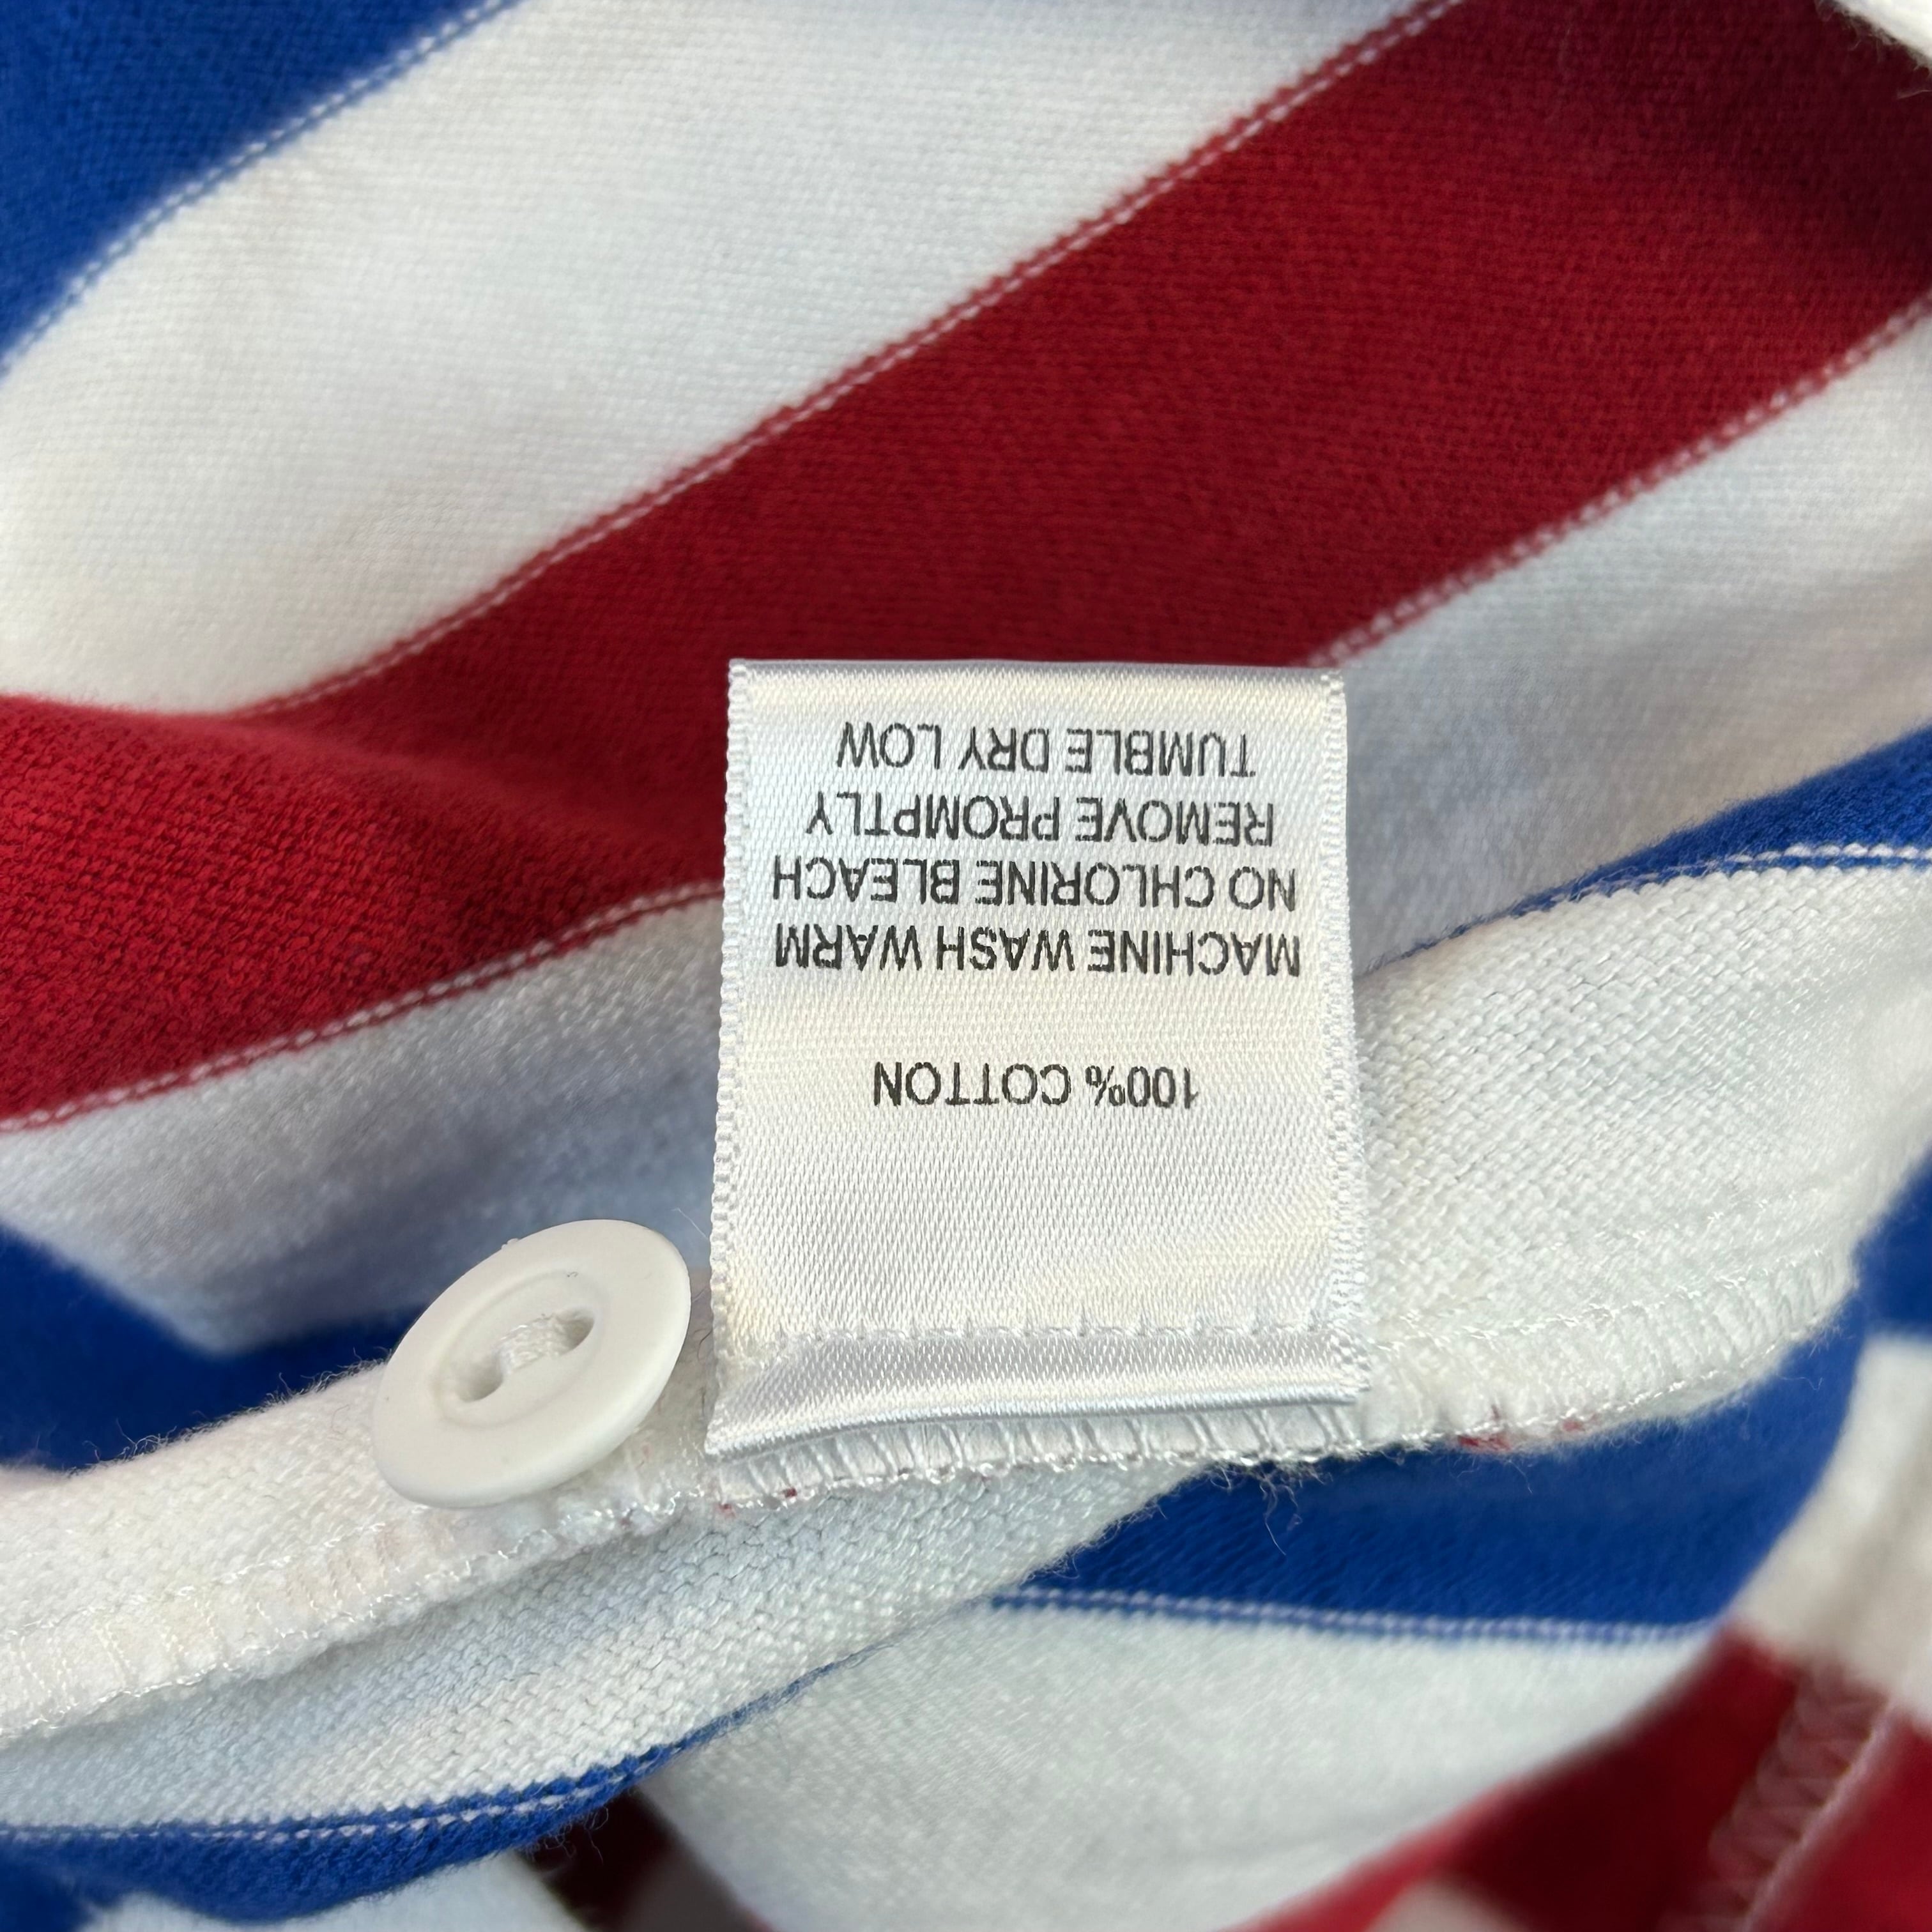 100% COTTON
MACHINE WASH WARM
NO CHLORINE BLEACH
REMOVE PROMPTLY
TUMBLE DRY LOW